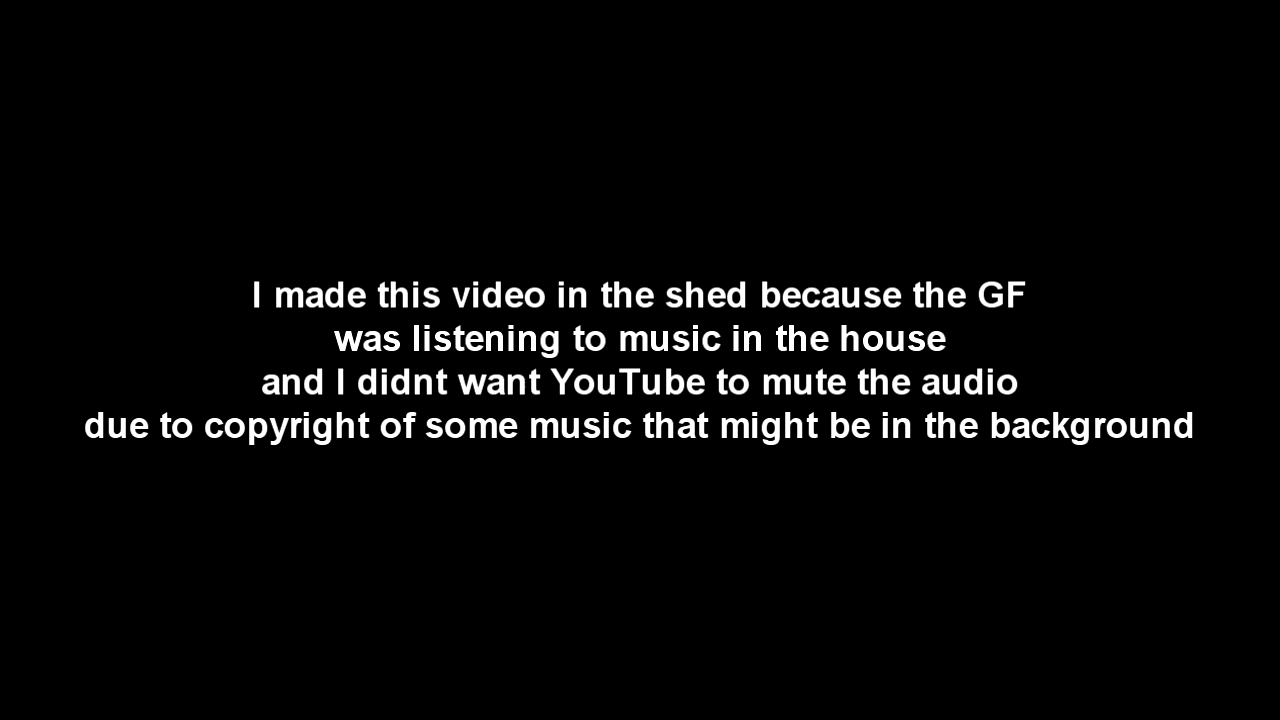 I made this video in the shed because the GF
was listening to music in the house
and I didnt want YouTube to mute the audio
due to copyright of some music that might be in the background